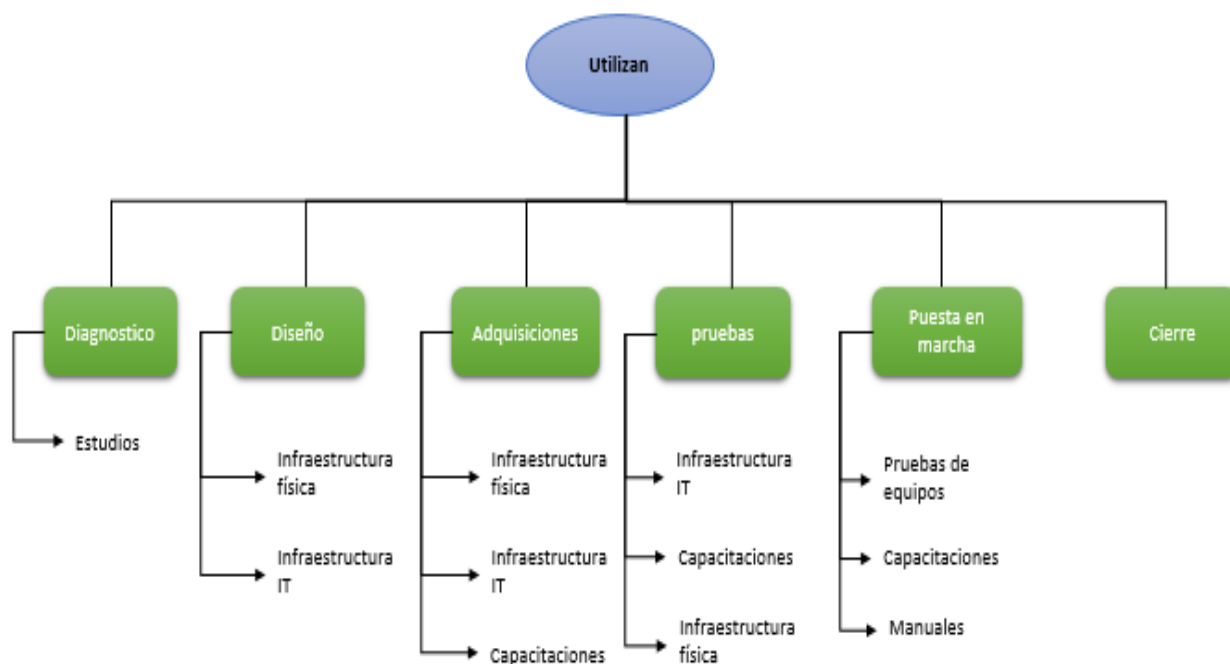 Utilizan
Diagnostico
Diseño
Adquisiciones
pruebas
Puesta en
marcha
Cierre
Estudios
Infraestructura
física
Infraestructura
IT
Infraestructura
física
Infraestructura
IT
Capacitaciones
Infraestructura
IT
Capacitaciones
Infraestructura
física
Pruebas de
equipos
Capacitaciones
Manuales